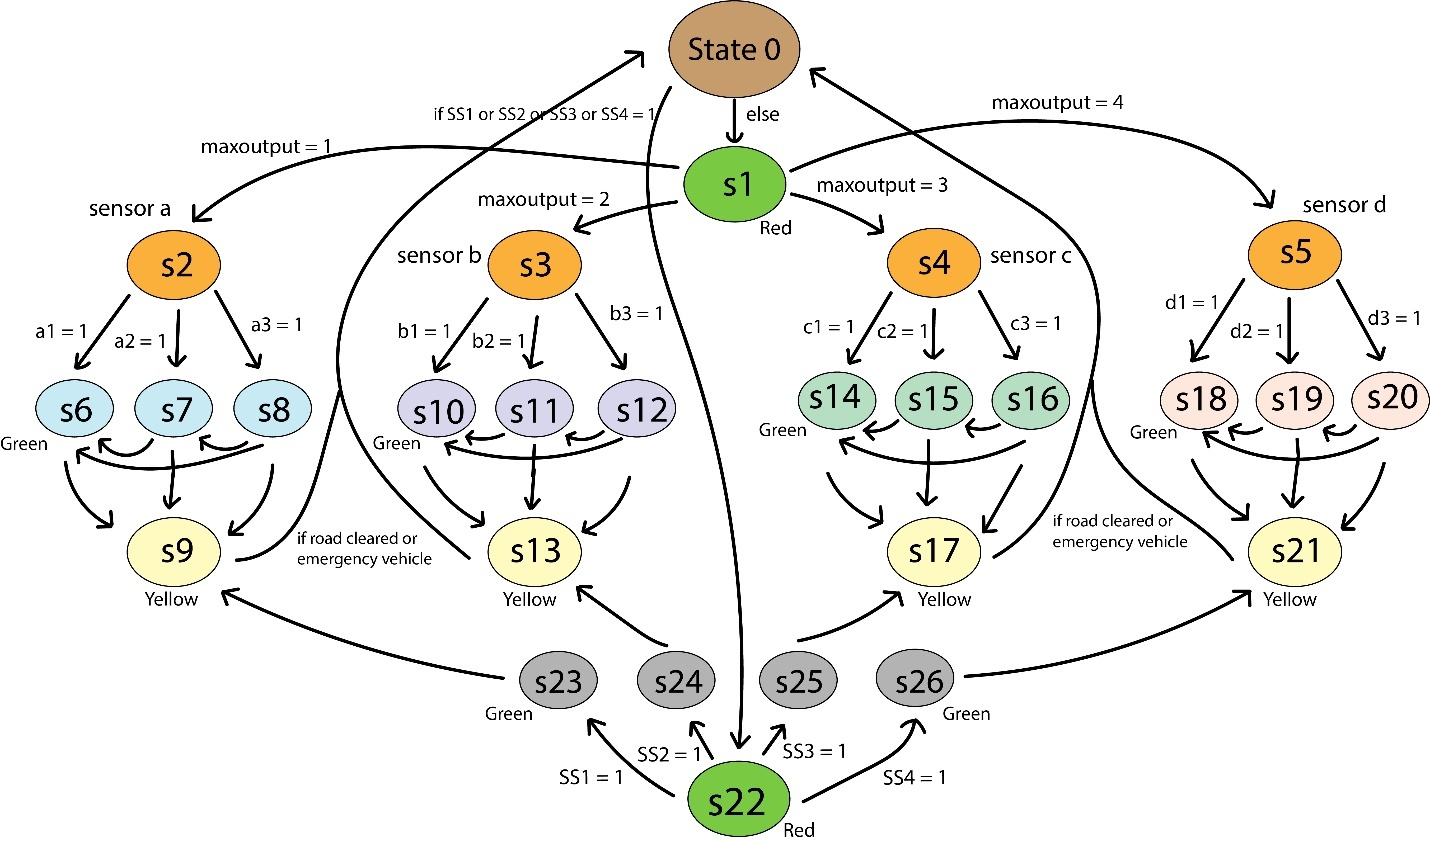 State 0
if SS1 or SS2 or SS3 or SS4 = 1
else
maxoutput = 4
maxoutput = 1
s1
maxoutput = 3
maxoutput = 2
Red
sensor a
sensor d
s2
sensor b
s3
s4
sensor c
s5
a1 = 1
a2 = 1
a3 = 1
b1 = 1
b2 = 1
b3 = 1
c1 = 1
c2 = 1
c3 = 1
d1 = 1
d2 = 1
d3 = 1
s6
s7
s8
s10
s11
s12
s14
s15
s16
s18
s19
s20
Green
Green
Green
Green
if road cleared or
emergency vehicle
if road cleared or
emergency vehicle
s9
s13
s17
s21
Yellow
Yellow
Yellow
Yellow
s23
s24
s25
s26
Green
Green
SS1 = 1
SS2 = 1
SS3 = 1
SS4 = 1
s22
Red